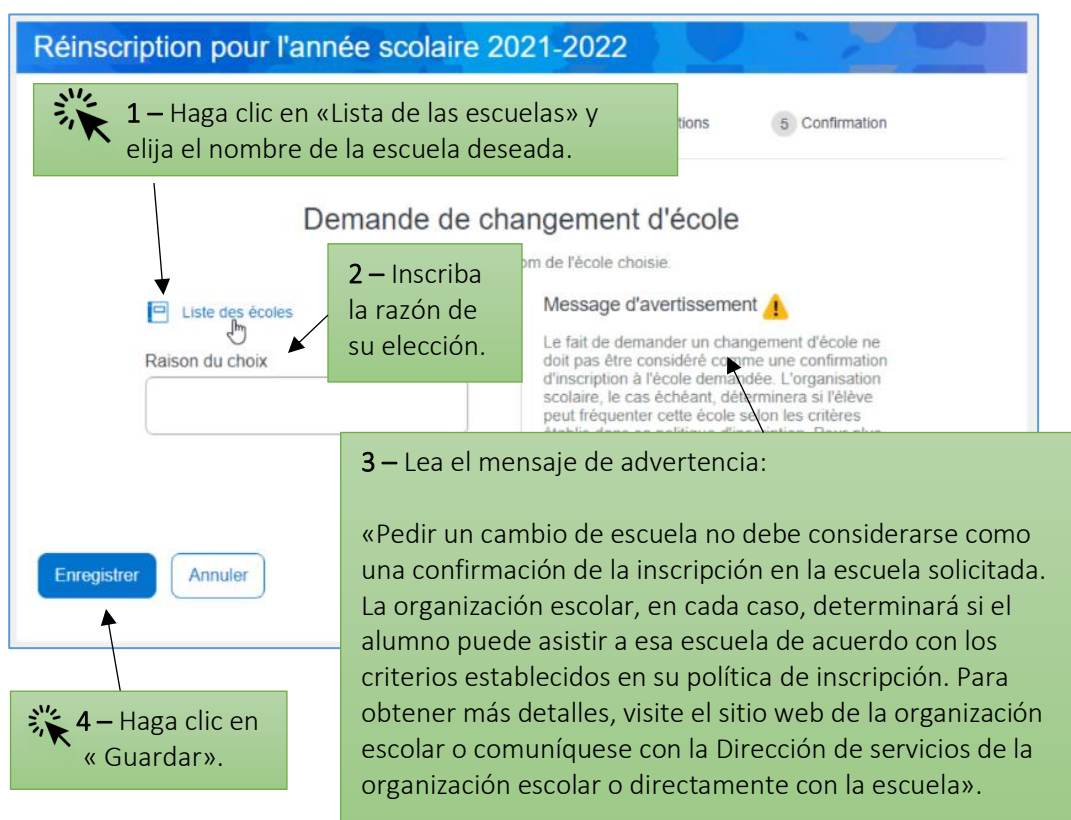 Réinscription pour l'année scolaire 2021-2022
1 – Haga clic en «Lista de las escuelas» y
elija el nombre de la escuela deseada.
tions
5 Confirmation
Demande de changement d'école
om de l'école choisie.
2 – Inscriba
la razón de
su elección.
Liste des écoles
Raison du choix
Message d'avertissement
Le fait de demander un changement d'école ne
doit pas être considéré comme une confirmation
d'inscription à l'école demandée. L'organisation
scolaire, le cas échéant, déterminera si l'élève
peut fréquenter cette école selon les critères
3 – Lea el mensaje de advertencia:
«Pedir un cambio de escuela no debe considerarse como
una confirmación de la inscripción en la escuela solicitada.
La organización escolar, en cada caso, determinará si el
alumno puede asistir a esa escuela de acuerdo con los
criterios establecidos en su política de inscripción. Para
obtener más detalles, visite el sitio web de la organización
escolar o comuníquese con la Dirección de servicios de la
organización escolar o directamente con la escuela».
Enregistrer
Annuler
4 – Haga clic en
« Guardar».